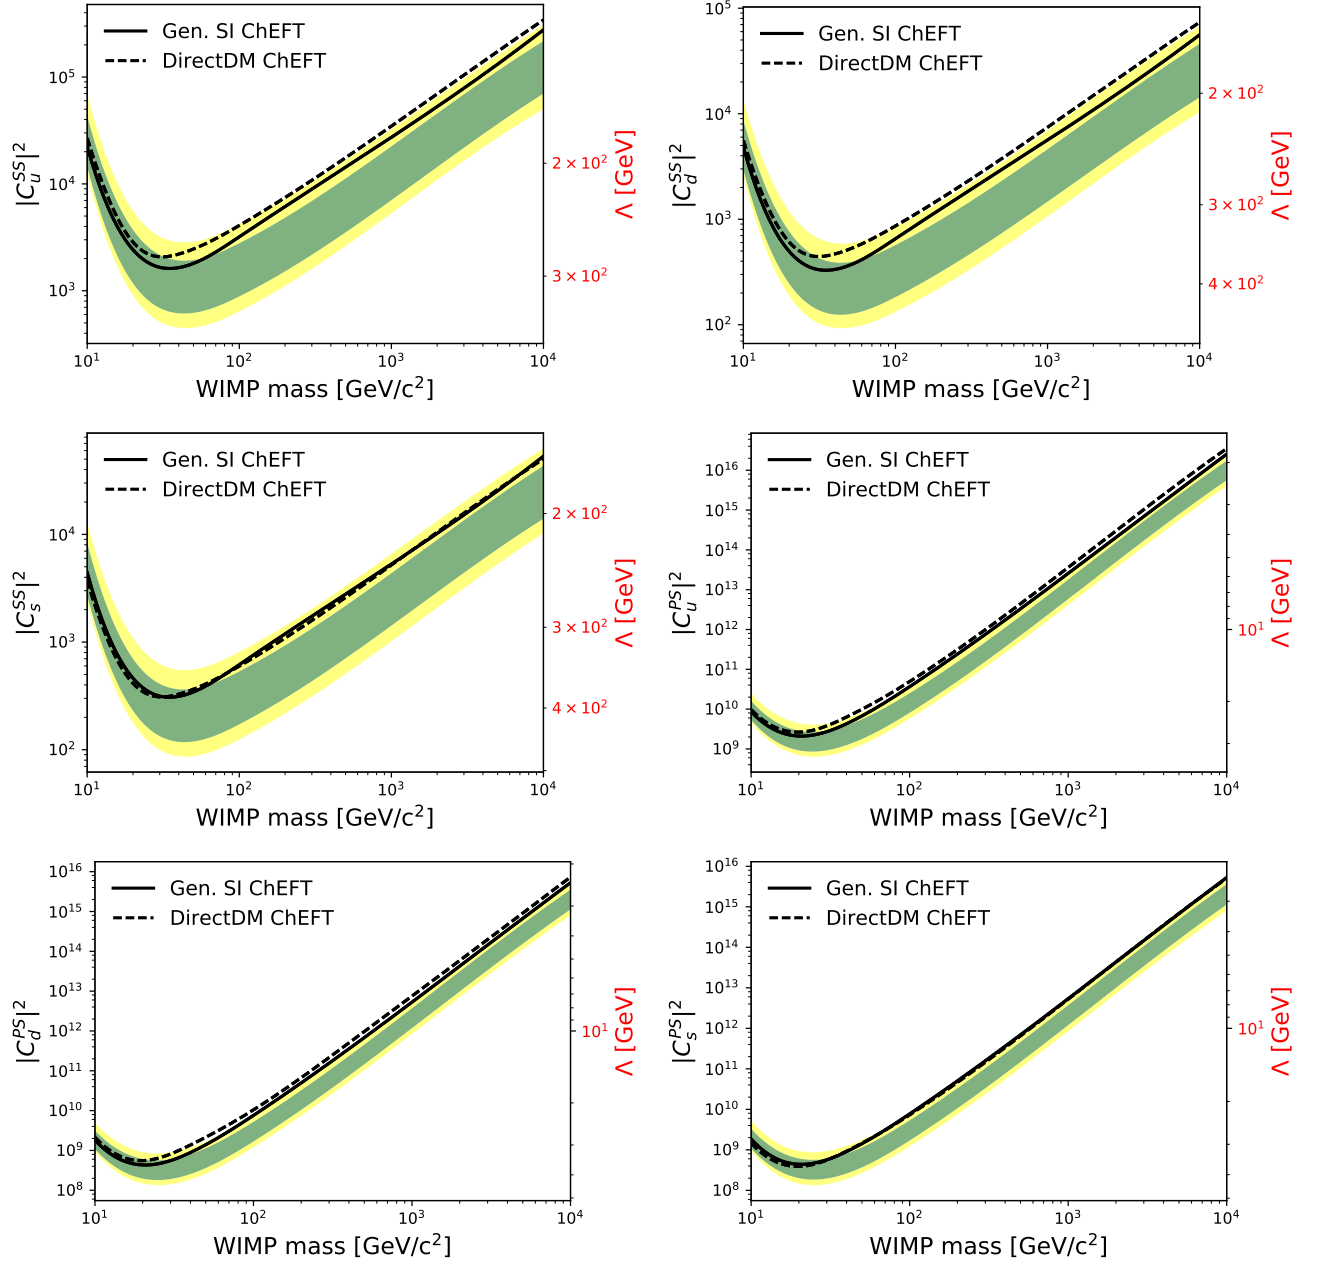 Gen. SI ChEFT
DirectDM ChEFT
10^5
10^4
10^3
|C_u^{SS}|^2
2 × 10^2
3 × 10^2
Λ [GeV]
10^1 10^2 10^3 10^4
WIMP mass [GeV/c^2]
Gen. SI ChEFT
DirectDM ChEFT
10^5
10^4
10^3
10^2
|C_d^{SS}|^2
2 × 10^2
3 × 10^2
4 × 10^2
Λ [GeV]
10^1 10^2 10^3 10^4
WIMP mass [GeV/c^2]
Gen. SI ChEFT
DirectDM ChEFT
10^4
10^3
10^2
|C_s^{SS}|^2
2 × 10^2
3 × 10^2
4 × 10^2
Λ [GeV]
10^1 10^2 10^3 10^4
WIMP mass [GeV/c^2]
Gen. SI ChEFT
DirectDM ChEFT
10^16
10^15
10^14
10^13
10^12
10^11
10^10
10^9
|C_u^{PS}|^2
10^1
Λ [GeV]
10^1 10^2 10^3 10^4
WIMP mass [GeV/c^2]
Gen. SI ChEFT
DirectDM ChEFT
10^16
10^15
10^14
10^13
10^12
10^11
10^10
10^9
10^8
|C_d^{PS}|^2
10^1
Λ [GeV]
10^1 10^2 10^3 10^4
WIMP mass [GeV/c^2]
Gen. SI ChEFT
DirectDM ChEFT
10^16
10^15
10^14
10^13
10^12
10^11
10^10
10^9
10^8
|C_s^{PS}|^2
10^1
Λ [GeV]
10^1 10^2 10^3 10^4
WIMP mass [GeV/c^2]